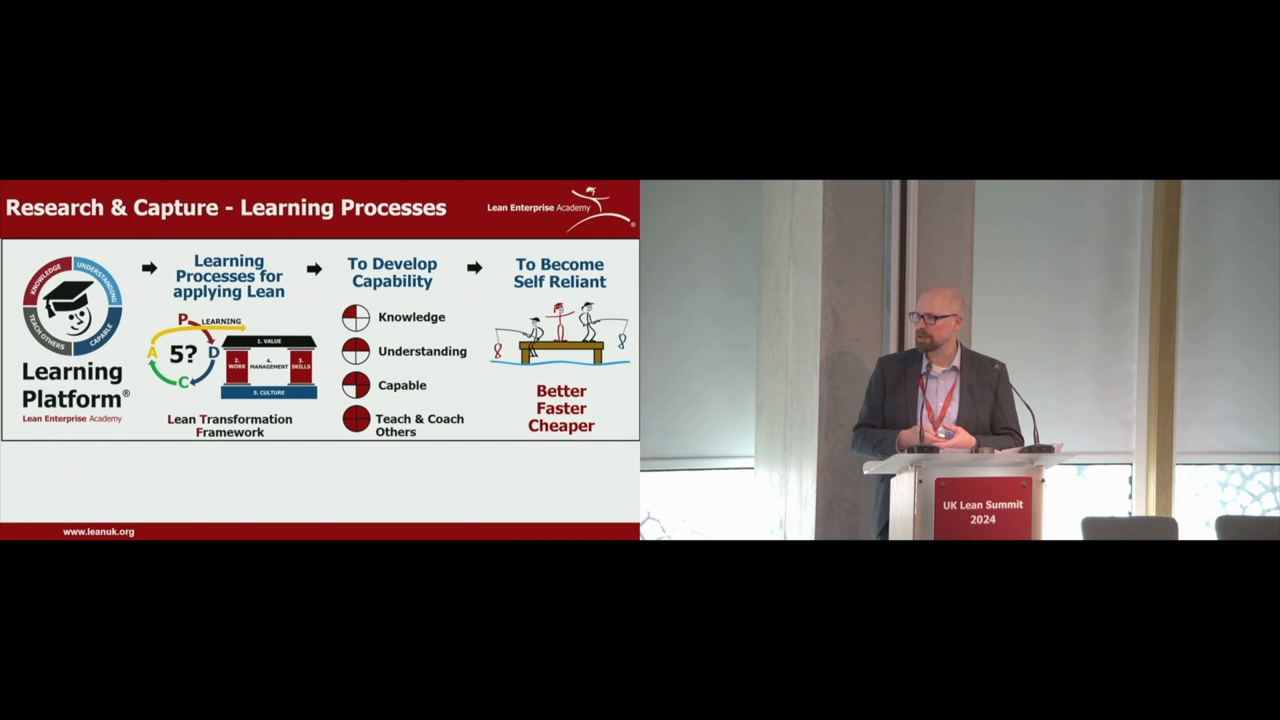 Research & Capture - Learning Processes
Lean Enterprise Academy
®
KNOWLEDGE
UNDERSTANDING
TEACH OTHERS
CAPABLE
Learning
Platform®
Lean Enterprise Academy
Learning
Processes for
applying Lean
P
LEARNING
A
5?
D
C
1. VALUE
2.
WORK
4.
MANAGEMENT
3.
SKILLS
5. CULTURE
Lean Transformation
Framework
To Develop
Capability
Knowledge
Understanding
Capable
Teach & Coach
Others
To Become
Self Reliant
Better
Faster
Cheaper
www.leanuk.org
UK Lean Summit
2024